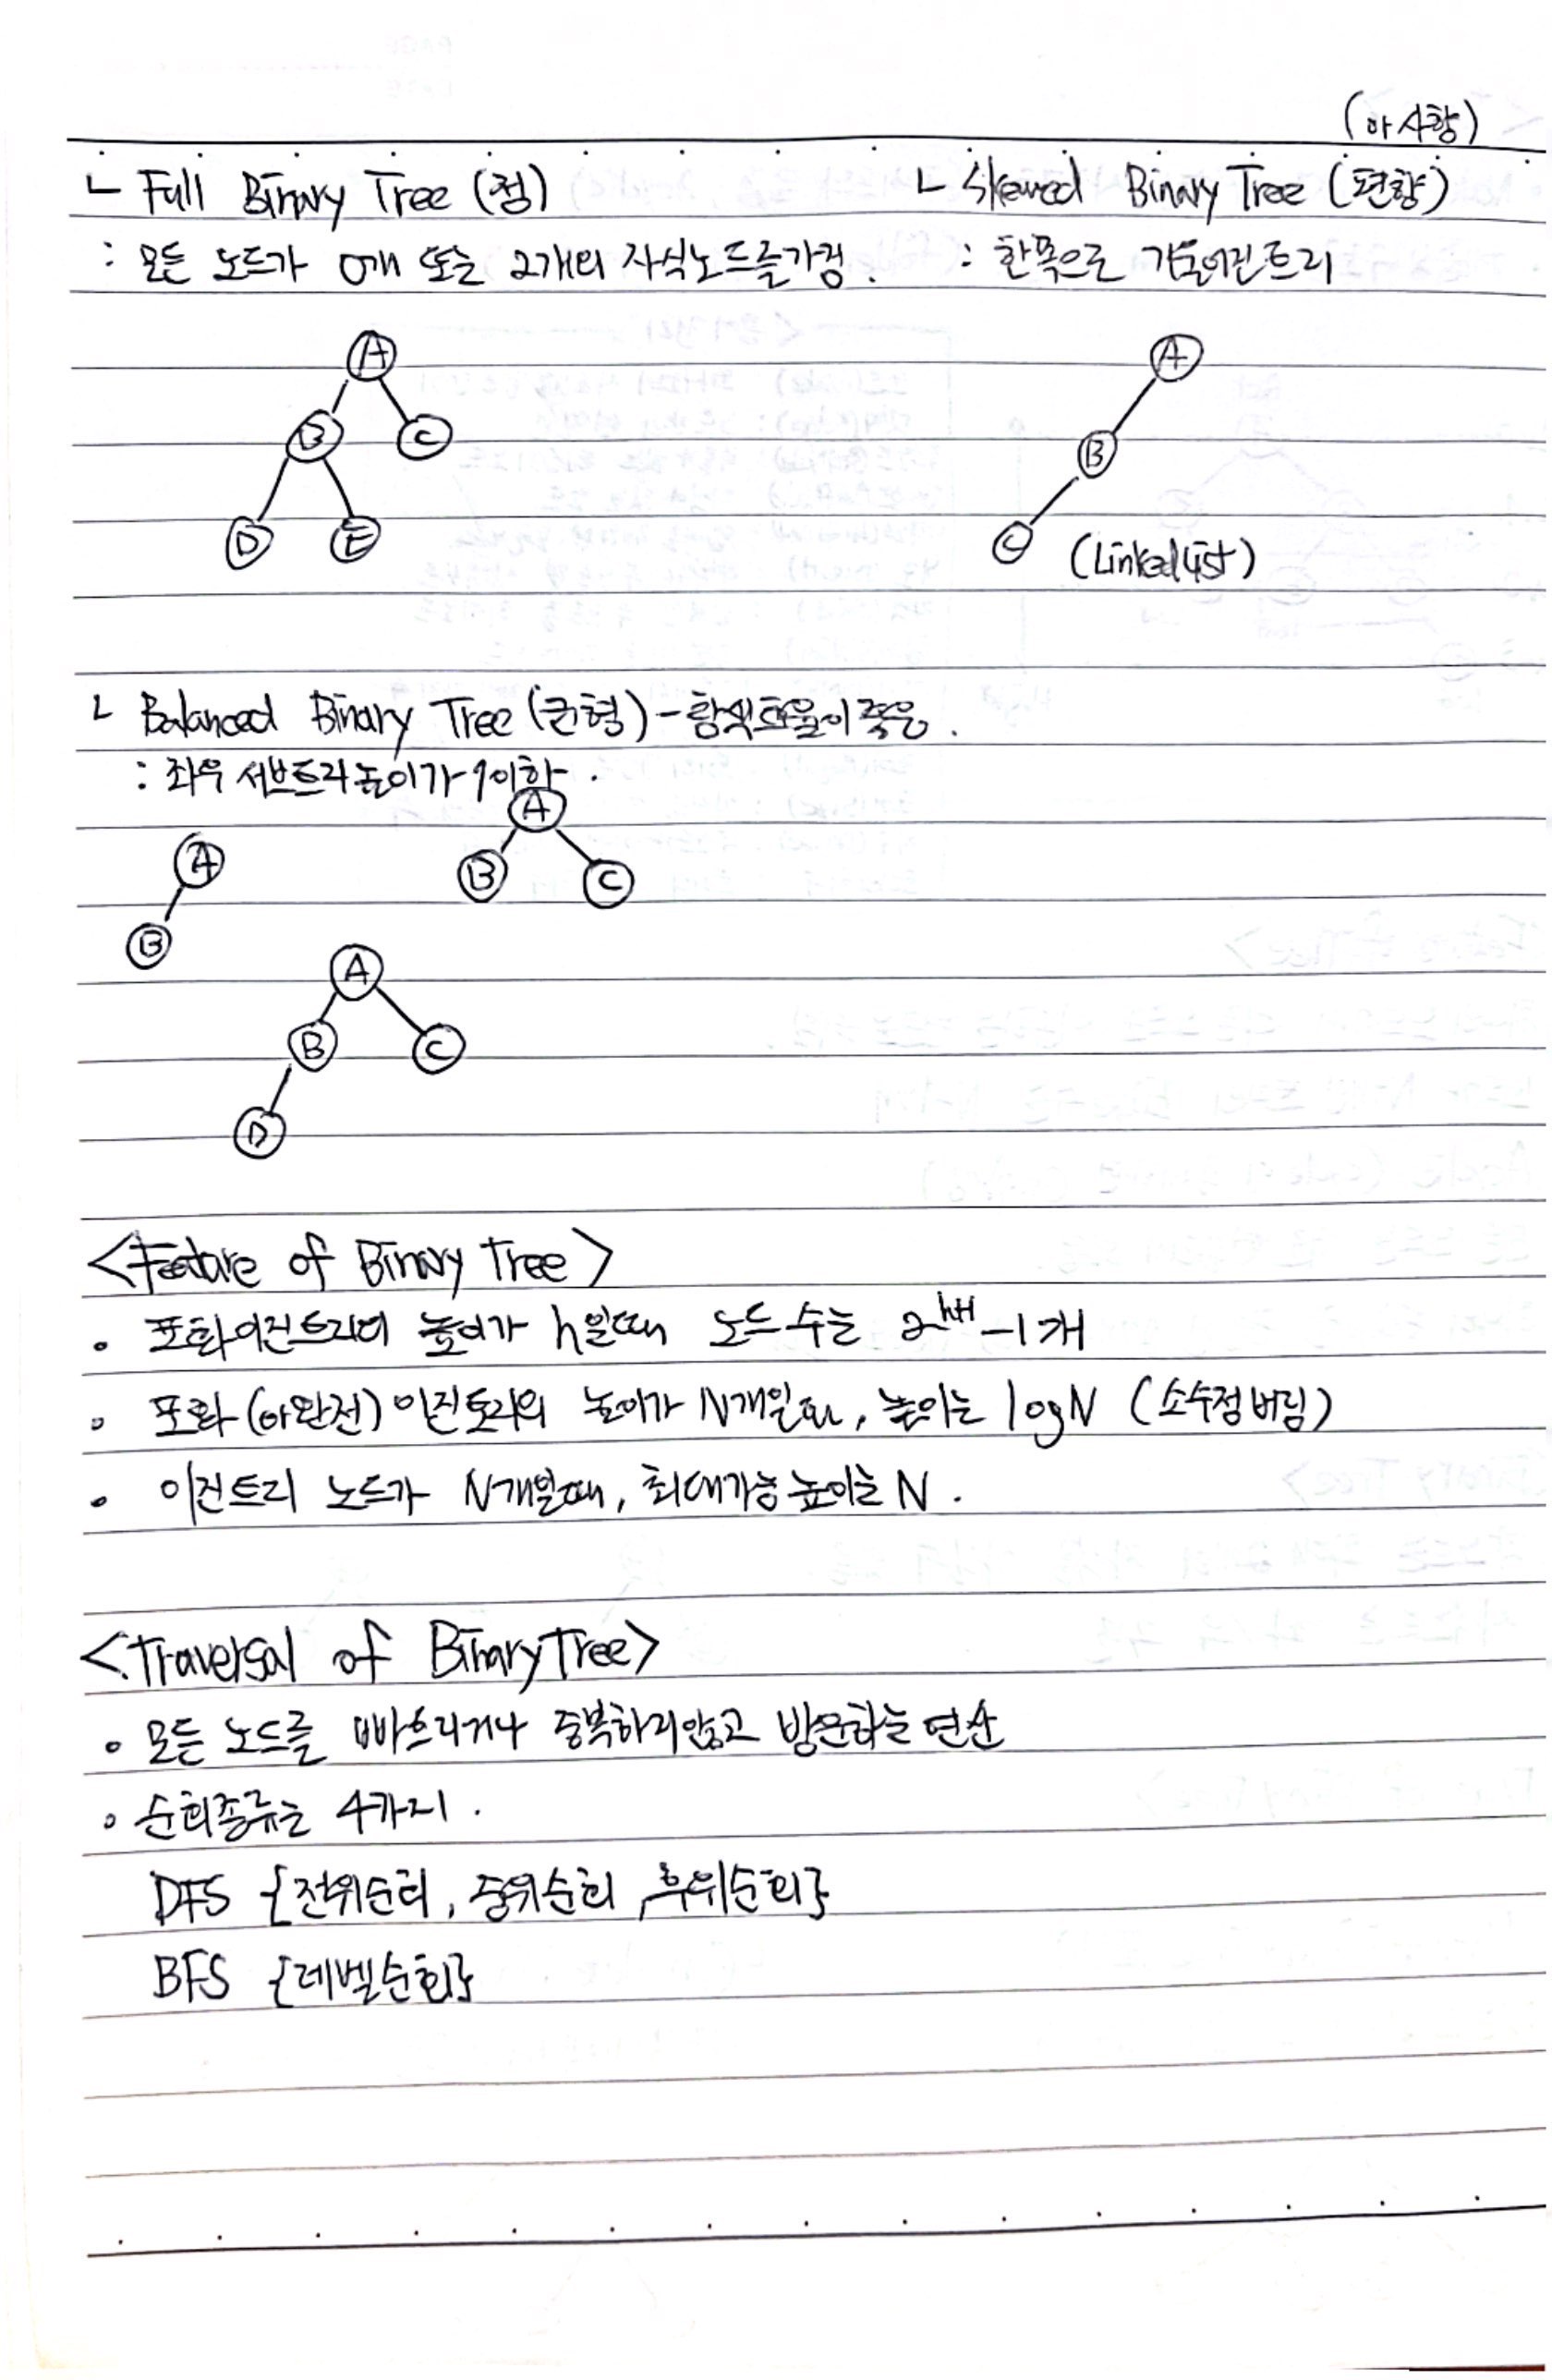 (사향)
ㄴ Full Binary Tree (정)
: 모든 노드가 0개 또는 2개의 자식노드를 가짐.
A
B C
D E
ㄴ Skewed Binary Tree (편향)
: 한쪽으로 기울어진 트리
A
B
C (Linked List)
ㄴ Balanced Binary Tree (균형) - 탐색효율이 좋음.
: 좌우 서브트리 높이가 1이하.
A
B
A
B C
A
B C
D
<Feature of Binary Tree>
• 포화이진트리의 높이가 h일때 노드 수는 2^h+1 -1개
• 포화(or 완전) 이진트리의 높이가 N개일때, 높이는 logN (소수점버림)
• 이진트리 노드가 N개일때, 최대가능높이는 N.
<Traversal of Binary Tree>
• 모든 노드를 빠뜨리거나 중복하지않고 방문하는 연산
• 순회종류는 4가지.
DFS {전위순회, 중위순회, 후위순회}
BFS {레벨순회}